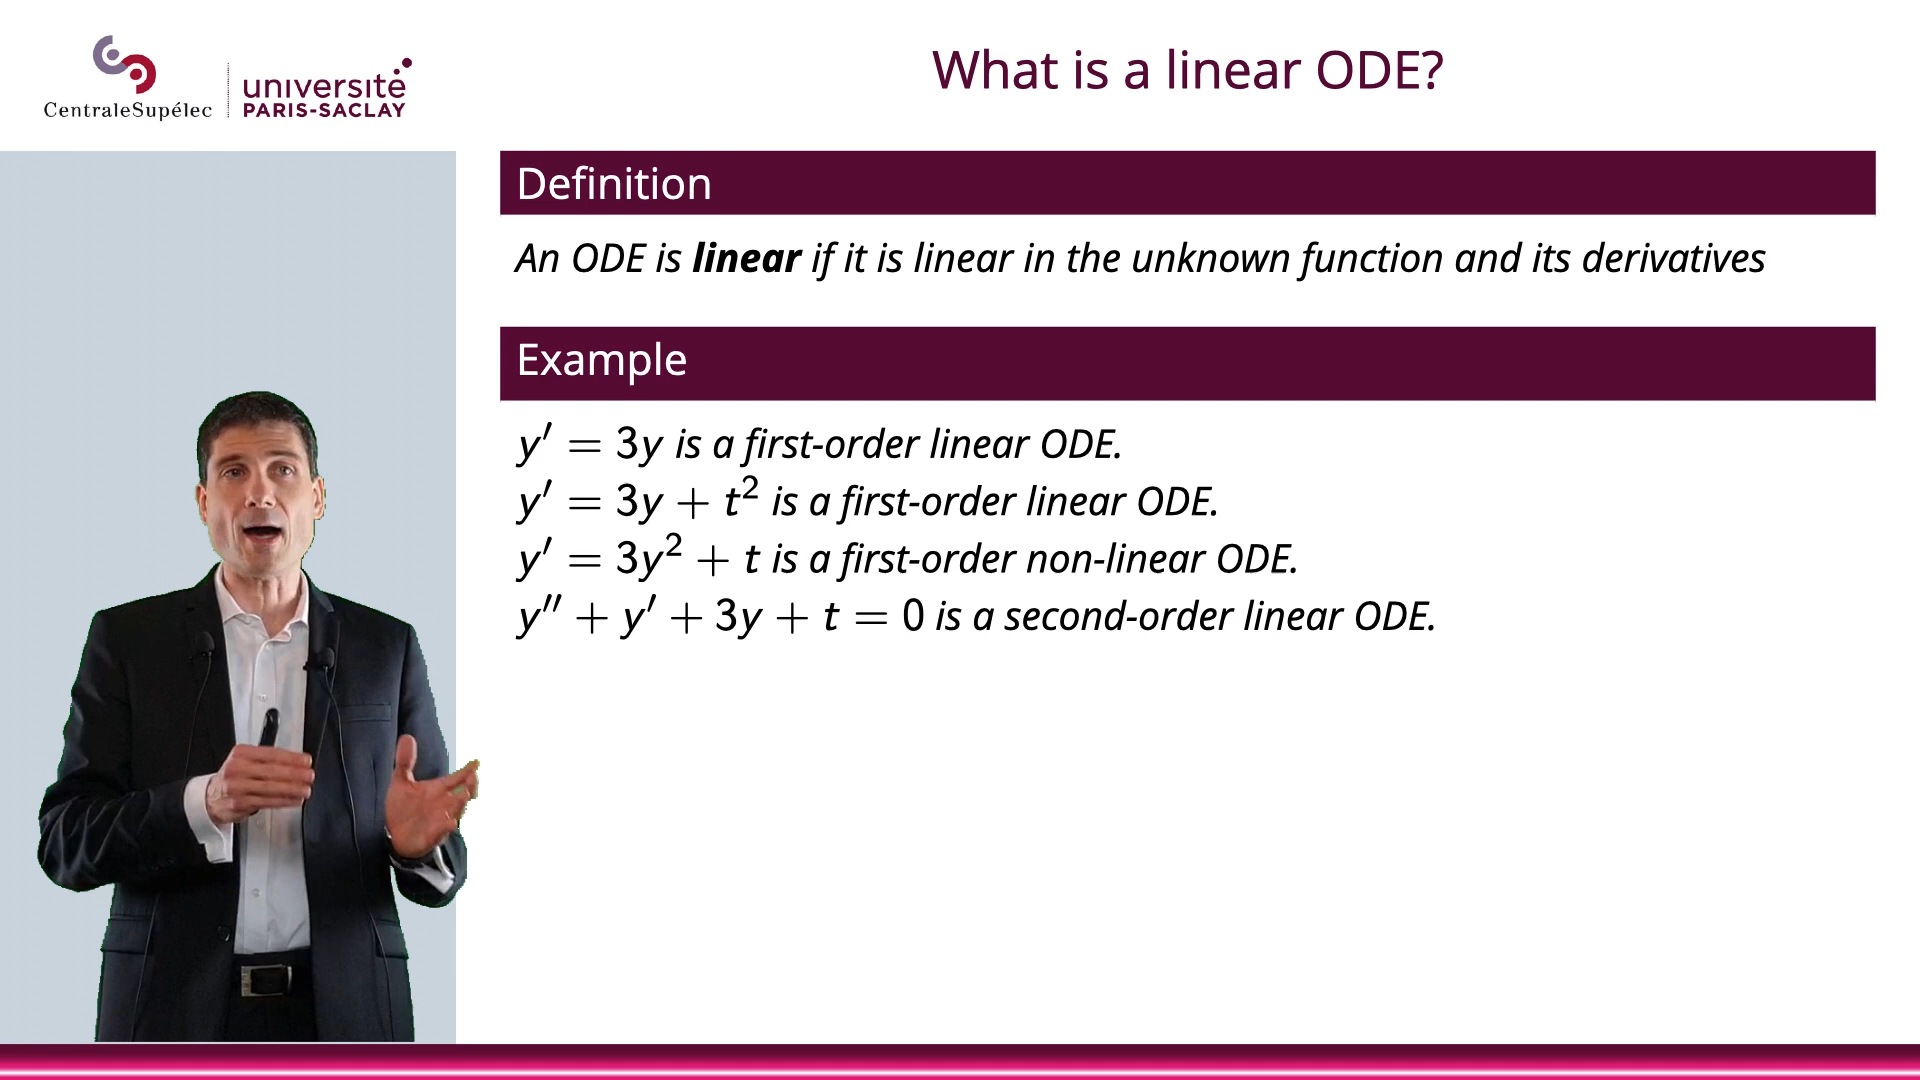 CentraleSupélec
université
PARIS-SACLAY
What is a linear ODE?
Definition
An ODE is linear if it is linear in the unknown function and its derivatives
Example
y′ = 3y is a first-order linear ODE.
y′ = 3y + t² is a first-order linear ODE.
y′ = 3y² + t is a first-order non-linear ODE.
y″ + y′ + 3y + t = 0 is a second-order linear ODE.